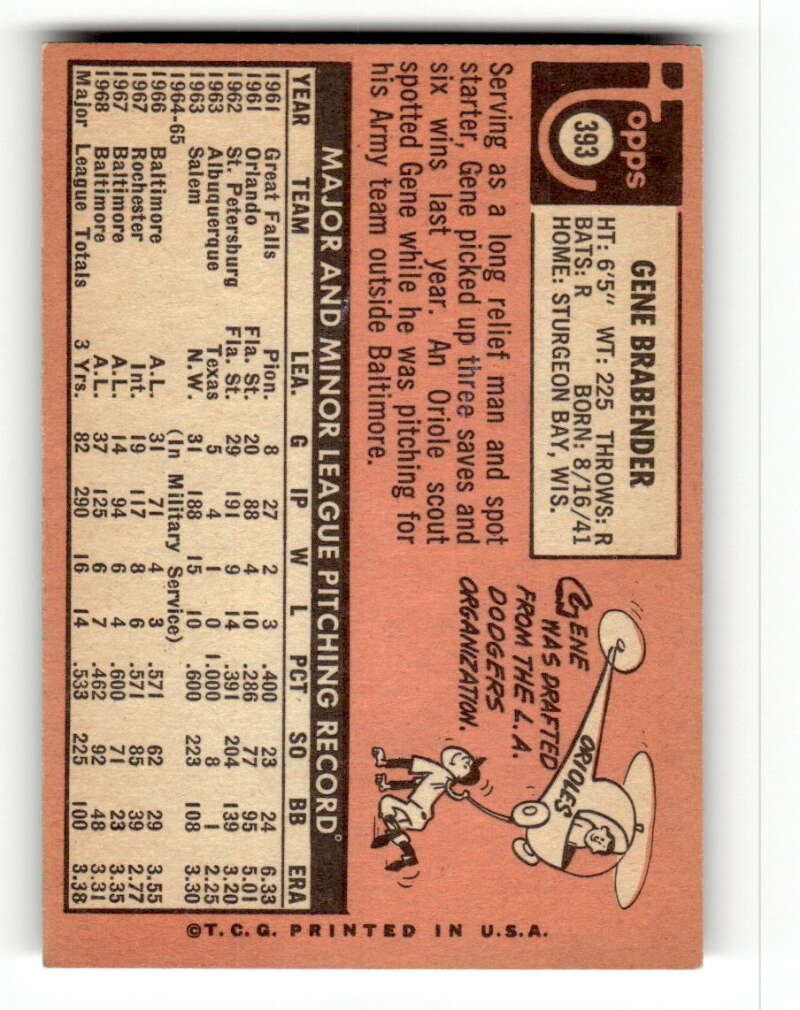 Topps
393
GENE BRABENDER
HT: 6'5" WT: 225 THROWS: R
BATS: R BORN: 8/16/41
HOME: STURGEON BAY, WIS.
Serving as a long relief man and spot
starter, Gene picked up three saves and
six wins last year. An Oriole scout
spotted Gene while he was pitching for
his Army team outside Baltimore.
GENE
WAS DRAFTED
FROM THE L.A.
DODGERS
ORGANIZATION.
ORIOLES
MAJOR AND MINOR LEAGUE PITCHING RECORD
YEAR TEAM LEA. G IP W L PCT SO BB ERA
1961 Great Falls Pion. 8 27 2 3 .400 23 24 6.33
1961 Orlando Fla. St. 20 88 4 10 .286 77 95 5.01
1962 St. Petersburg Fla. St. 29 191 9 14 .391 204 139 3.20
1963 Albuquerque Texas 5 4 1 0 1.000 8 1 2.25
1963 Salem N.W. 31 188 15 10 .600 223 108 3.30
1964-65 (In Military Service)
1966 Baltimore A.L. 31 71 4 3 .571 62 29 3.55
1967 Rochester Int. 19 117 8 6 .571 85 39 2.77
1967 Baltimore A.L. 14 94 6 4 .600 71 23 3.35
1968 Baltimore A.L. 37 125 6 7 .462 92 48 3.31
Major League Totals 3 Yrs. 82 290 16 14 .533 225 100 3.38
©T.C.G. PRINTED IN U.S.A.